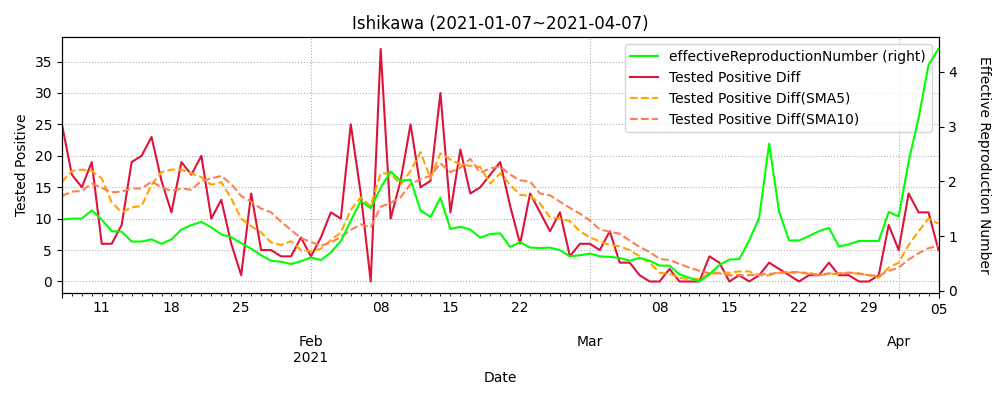 Ishikawa (2021-01-07~2021-04-07)
effectiveReproductionNumber (right)
Tested Positive Diff
Tested Positive Diff(SMA5)
Tested Positive Diff(SMA10)
Tested Positive
35
30
25
20
15
10
5
0
Effective Reproduction Number
4
3
2
1
0
11 18 25 08 15 22 08 15 22 29 05
Feb Mar Apr
2021
Date